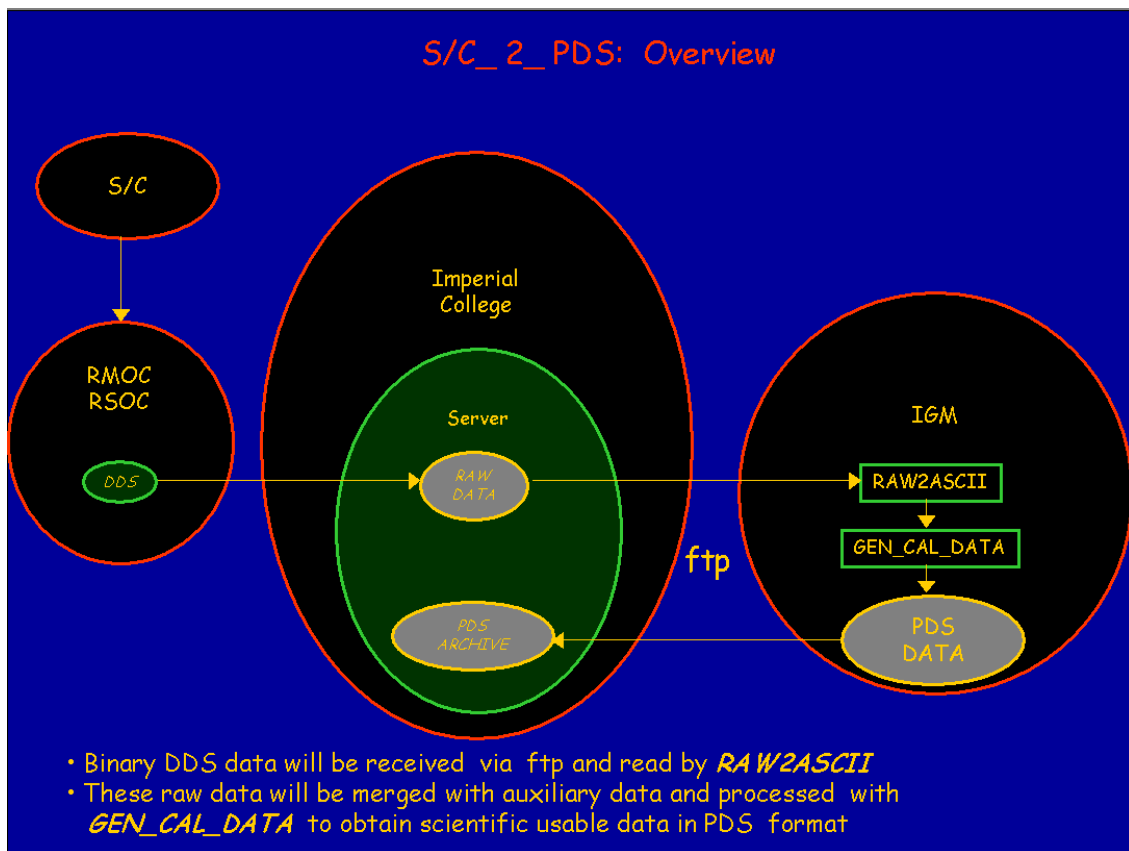 S/C_ 2_ PDS: Overview
S/C
Imperial
College
RMOC
RSOC
Server
IGM
DDS
RAW
DATA
RAW2ASCII
GEN_CAL_DATA
ftp
PDS
ARCHIVE
PDS
DATA
• Binary DDS data will be received via ftp and read by RAW2ASCII
• These raw data will be merged with auxiliary data and processed with
GEN_CAL_DATA to obtain scientific usable data in PDS format